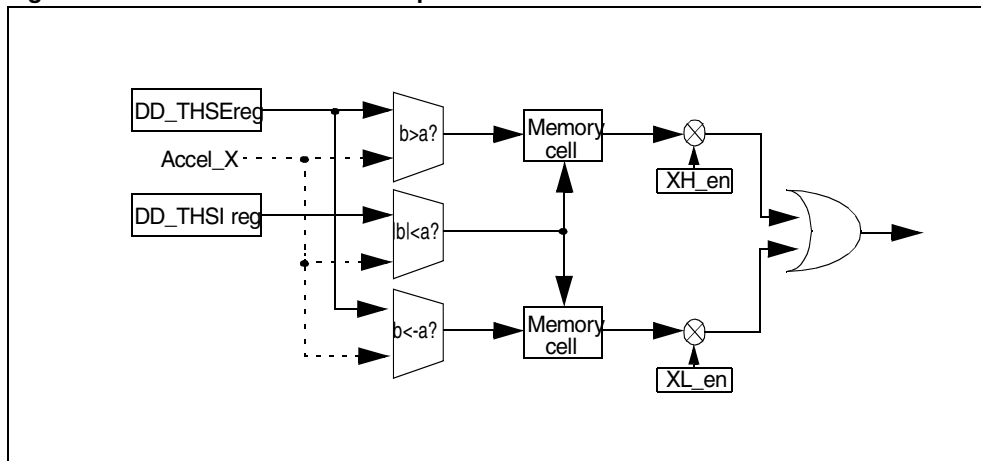 DD_THSEreg
b>a?
Memory
cell
Accel_X
XH_en
DD_THSI reg
|b|<a?
b<-a?
Memory
cell
XL_en